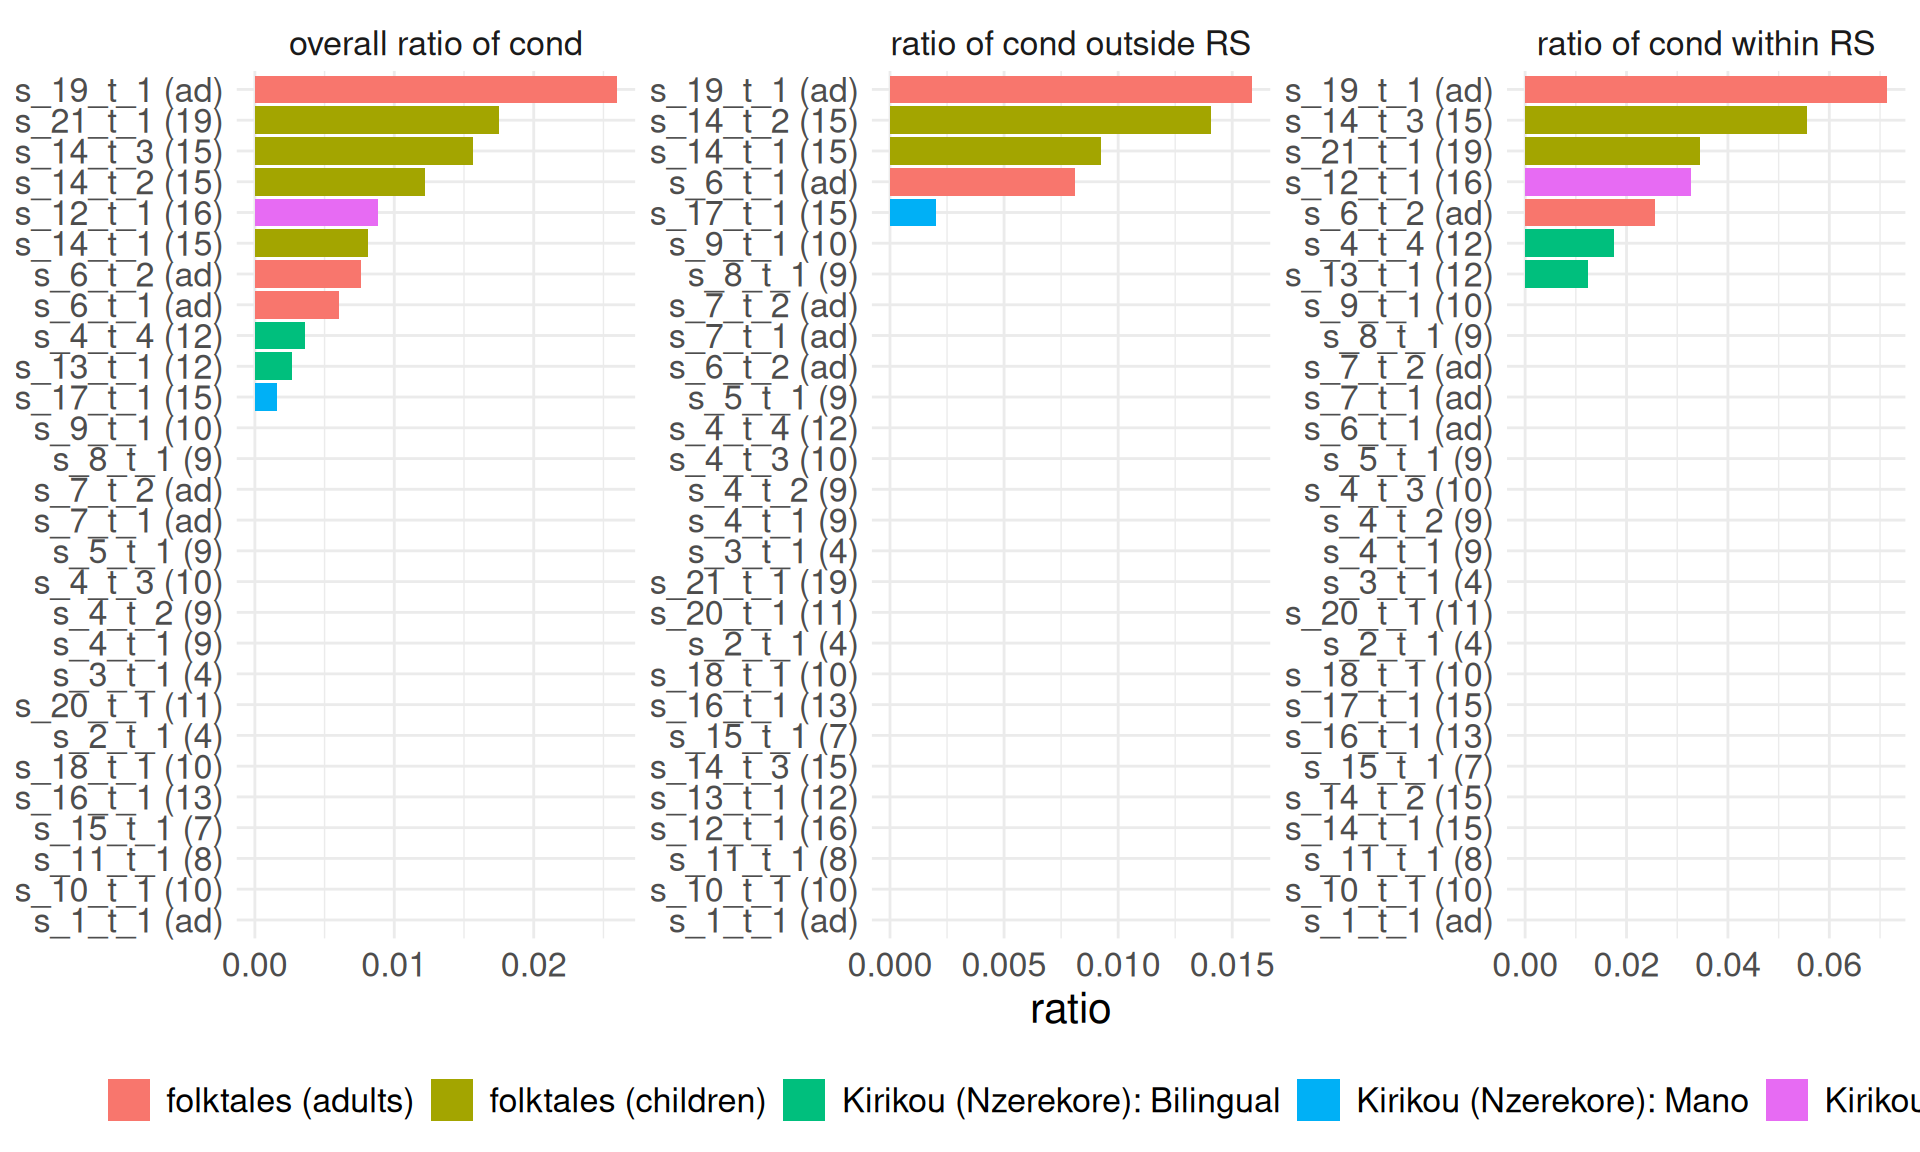 overall ratio of cond
s_19_t_1 (ad)
s_21_t_1 (19)
s_14_t_3 (15)
s_14_t_2 (15)
s_12_t_1 (16)
s_14_t_1 (15)
s_6_t_2 (ad)
s_6_t_1 (ad)
s_4_t_4 (12)
s_13_t_1 (12)
s_17_t_1 (15)
s_9_t_1 (10)
s_8_t_1 (9)
s_7_t_2 (ad)
s_7_t_1 (ad)
s_5_t_1 (9)
s_4_t_3 (10)
s_4_t_2 (9)
s_4_t_1 (9)
s_3_t_1 (4)
s_20_t_1 (11)
s_2_t_1 (4)
s_18_t_1 (10)
s_16_t_1 (13)
s_15_t_1 (7)
s_11_t_1 (8)
s_10_t_1 (10)
s_1_t_1 (ad)
0.00 0.01 0.02
ratio of cond outside RS
s_19_t_1 (ad)
s_14_t_2 (15)
s_14_t_1 (15)
s_6_t_1 (ad)
s_17_t_1 (15)
s_9_t_1 (10)
s_8_t_1 (9)
s_7_t_2 (ad)
s_7_t_1 (ad)
s_6_t_2 (ad)
s_5_t_1 (9)
s_4_t_4 (12)
s_4_t_3 (10)
s_4_t_2 (9)
s_4_t_1 (9)
s_3_t_1 (4)
s_21_t_1 (19)
s_20_t_1 (11)
s_2_t_1 (4)
s_18_t_1 (10)
s_16_t_1 (13)
s_15_t_1 (7)
s_14_t_3 (15)
s_13_t_1 (12)
s_12_t_1 (16)
s_11_t_1 (8)
s_10_t_1 (10)
s_1_t_1 (ad)
0.000 0.005 0.010 0.015
ratio of cond within RS
s_19_t_1 (ad)
s_14_t_3 (15)
s_21_t_1 (19)
s_12_t_1 (16)
s_6_t_2 (ad)
s_4_t_4 (12)
s_13_t_1 (12)
s_9_t_1 (10)
s_8_t_1 (9)
s_7_t_2 (ad)
s_7_t_1 (ad)
s_6_t_1 (ad)
s_5_t_1 (9)
s_4_t_3 (10)
s_4_t_2 (9)
s_4_t_1 (9)
s_3_t_1 (4)
s_20_t_1 (11)
s_2_t_1 (4)
s_18_t_1 (10)
s_17_t_1 (15)
s_16_t_1 (13)
s_15_t_1 (7)
s_14_t_2 (15)
s_14_t_1 (15)
s_11_t_1 (8)
s_10_t_1 (10)
s_1_t_1 (ad)
0.00 0.02 0.04 0.06
ratio
folktales (adults) folktales (children) Kirikou (Nzerekore): Bilingual Kirikou (Nzerekore): Mano